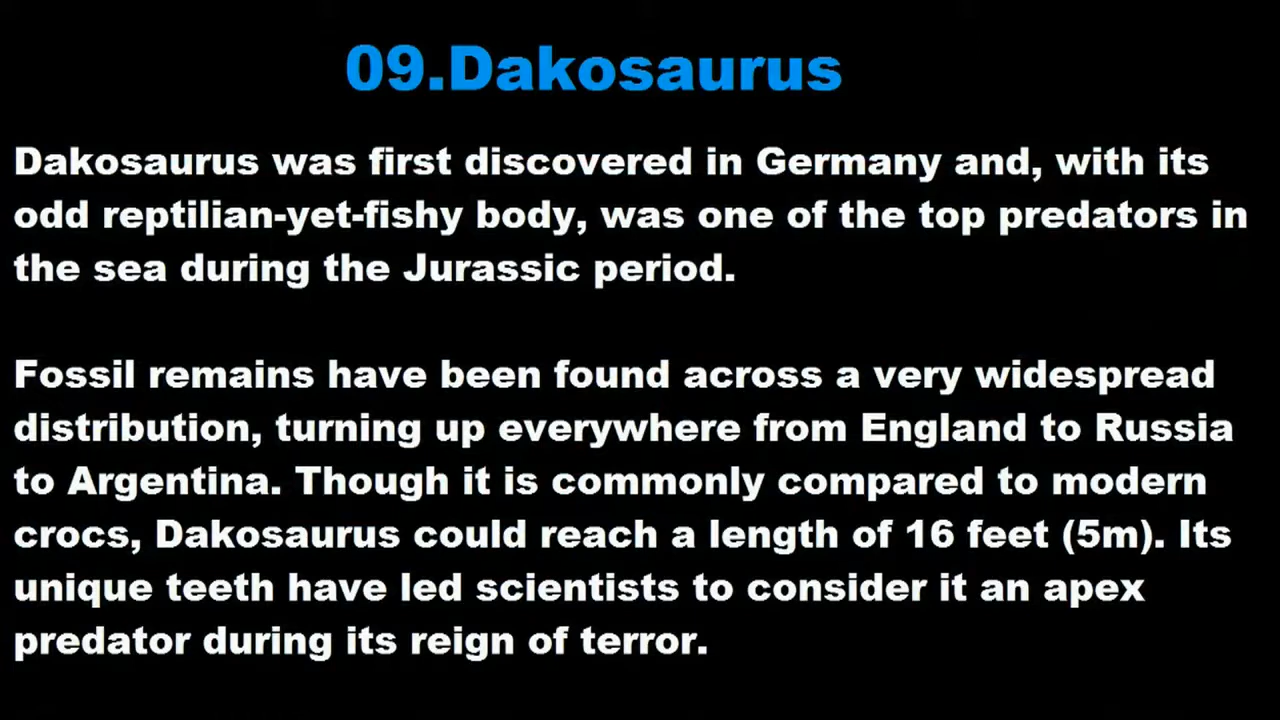 09.Dakosaurus
Dakosaurus was first discovered in Germany and, with its
odd reptilian-yet-fishy body, was one of the top predators in
the sea during the Jurassic period.
Fossil remains have been found across a very widespread
distribution, turning up everywhere from England to Russia
to Argentina. Though it is commonly compared to modern
crocs, Dakosaurus could reach a length of 16 feet (5m). Its
unique teeth have led scientists to consider it an apex
predator during its reign of terror.